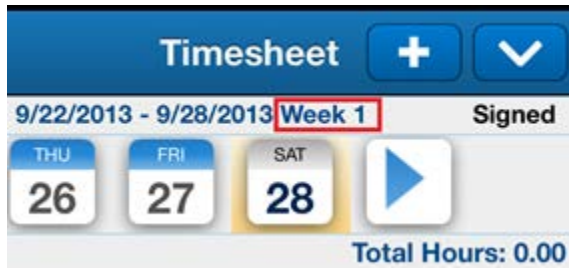 Timesheet
9/22/2013 - 9/28/2013 Week 1 Signed
THU FRI SAT
26 27 28
Total Hours: 0.00